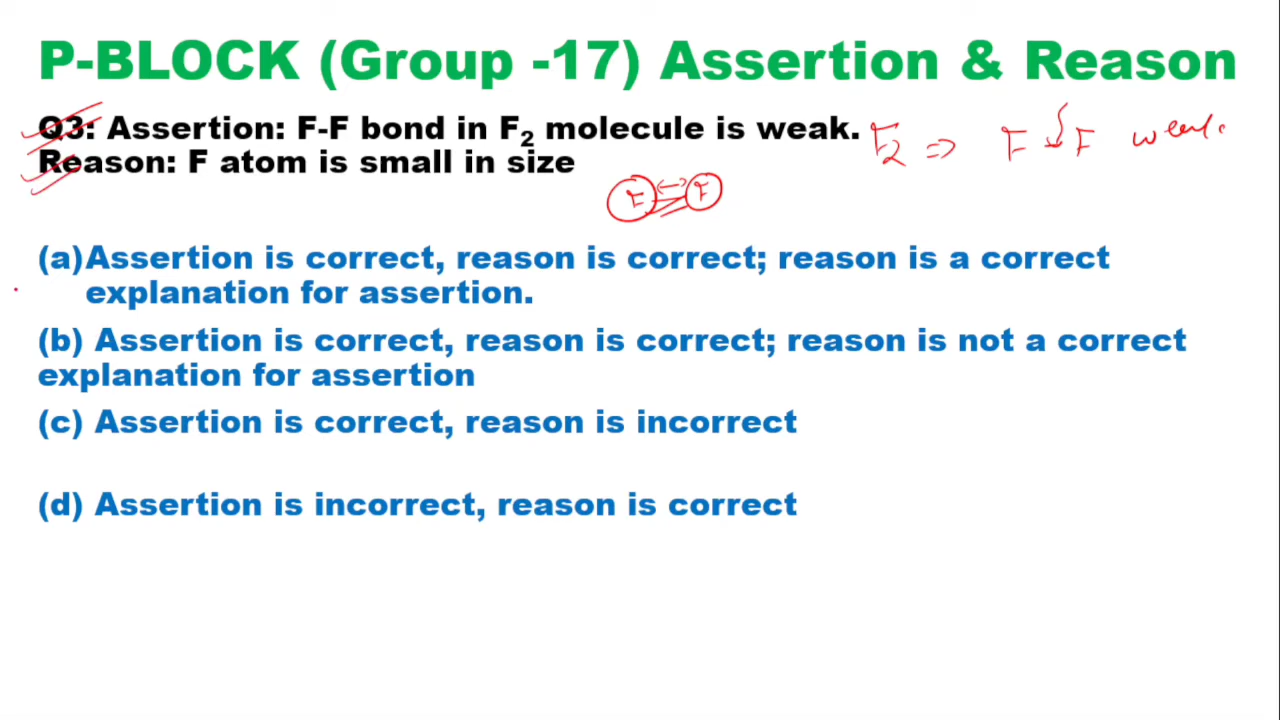 P-BLOCK (Group -17) Assertion & Reason
Q3: Assertion: F-F bond in F2 molecule is weak.
F2 ⇒ F F weak.
Reason: F atom is small in size
F F
(a)Assertion is correct, reason is correct; reason is a correct
explanation for assertion.
(b) Assertion is correct, reason is correct; reason is not a correct
explanation for assertion
(c) Assertion is correct, reason is incorrect
(d) Assertion is incorrect, reason is correct